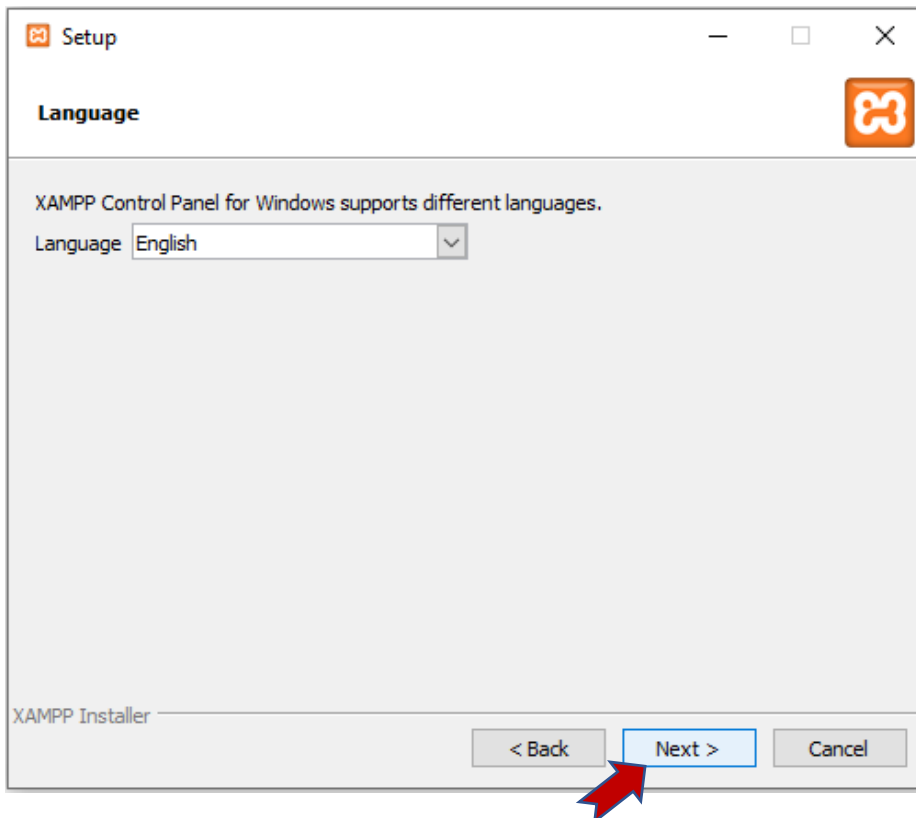 Setup
Language
XAMPP Control Panel for Windows supports different languages.
Language English
XAMPP Installer
< Back Next > Cancel